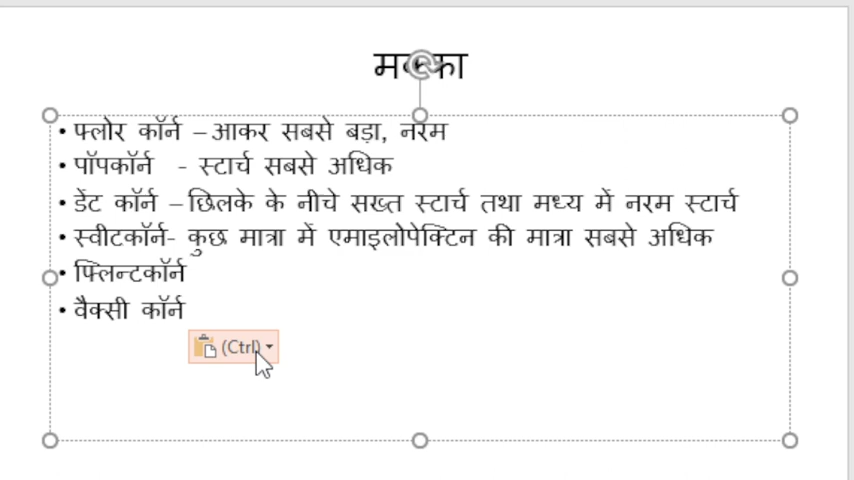 मक्का
• फ्लोर कॉर्न – आकर सबसे बड़ा, नरम
• पॉपकॉर्न - स्टार्च सबसे अधिक
• डेंट कॉर्न – छिलके के नीचे सख्त स्टार्च तथा मध्य में नरम स्टार्च
• स्वीटकॉर्न- कुछ मात्रा में एमाइलोपेक्टिन की मात्रा सबसे अधिक
• फ्लिन्टकॉर्न
• वैक्सी कॉर्न
(Ctrl)